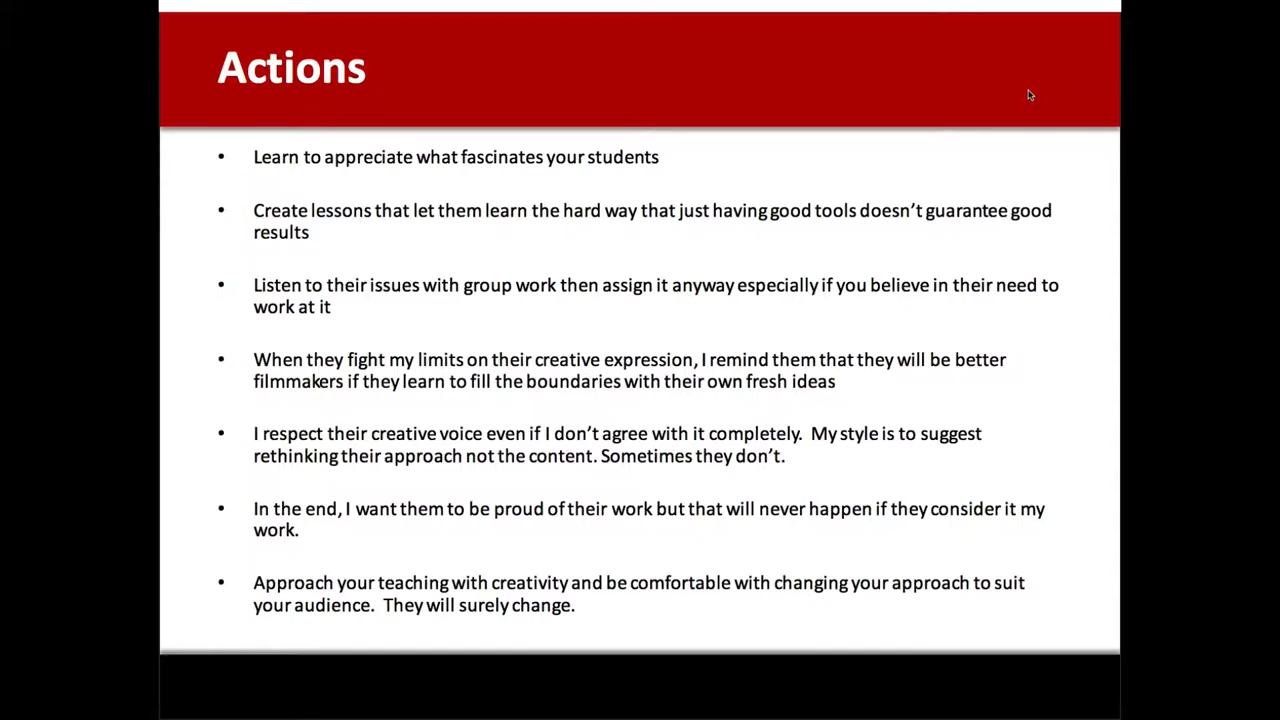 Actions
• Learn to appreciate what fascinates your students
• Create lessons that let them learn the hard way that just having good tools doesn’t guarantee good
results
• Listen to their issues with group work then assign it anyway especially if you believe in their need to
work at it
• When they fight my limits on their creative expression, I remind them that they will be better
filmmakers if they learn to fill the boundaries with their own fresh ideas
• I respect their creative voice even if I don’t agree with it completely.  My style is to suggest
rethinking their approach not the content. Sometimes they don’t.
• In the end, I want them to be proud of their work but that will never happen if they consider it my
work.
• Approach your teaching with creativity and be comfortable with changing your approach to suit
your audience.  They will surely change.